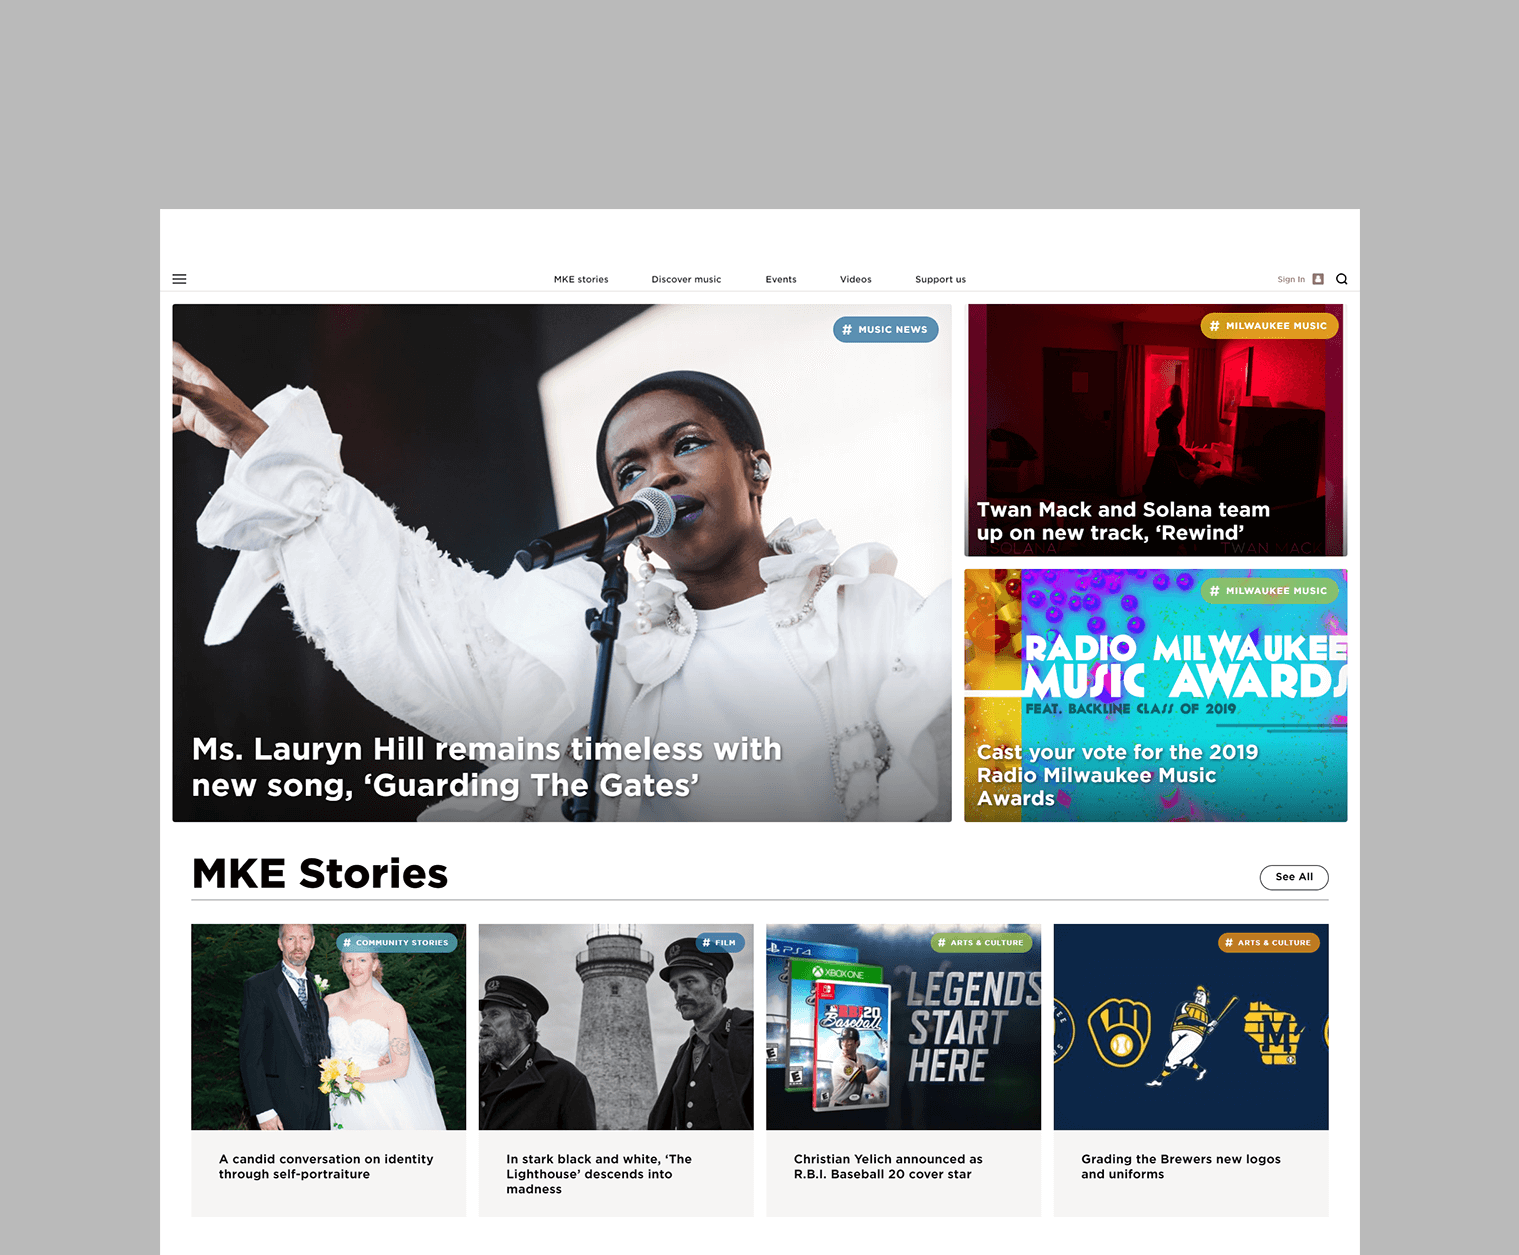 MKE stories
Discover music
Events
Videos
Support us
Sign In
# MUSIC NEWS
Ms. Lauryn Hill remains timeless with
new song, ‘Guarding The Gates’
# MILWAUKEE MUSIC
Twan Mack and Solana team
up on new track, ‘Rewind’
SOLANA
TWAN MACK
# MILWAUKEE MUSIC
RADIO MILWAUKEE
MUSIC AWARDS
FEAT. BACKLINE CLASS OF 2019
Cast your vote for the 2019
Radio Milwaukee Music
Awards
MKE Stories
See All
# COMMUNITY STORIES
A candid conversation on identity
through self-portraiture
# FILM
In stark black and white, ‘The
Lighthouse’ descends into
madness
# ARTS & CULTURE
PS4
XBOX ONE
RBI 20
Baseball
LEGENDS
START
HERE
E
E
E
Christian Yelich announced as
R.B.I. Baseball 20 cover star
# ARTS & CULTURE
M
Grading the Brewers new logos
and uniforms